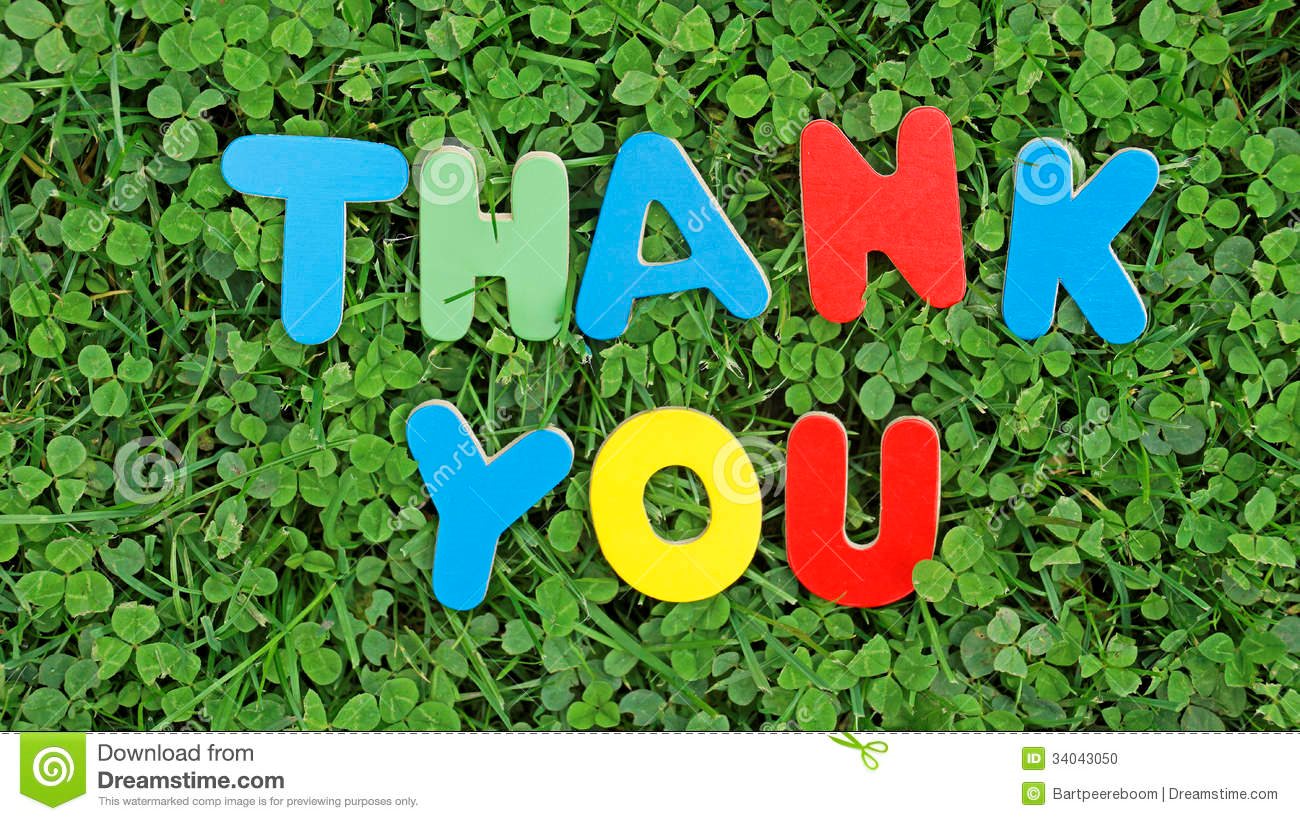 THANK
YOU
Download from
Dreamstime.com
This watermarked comp image is for previewing purposes only.
ID 34043050
© Bartpeereboom | Dreamstime.com